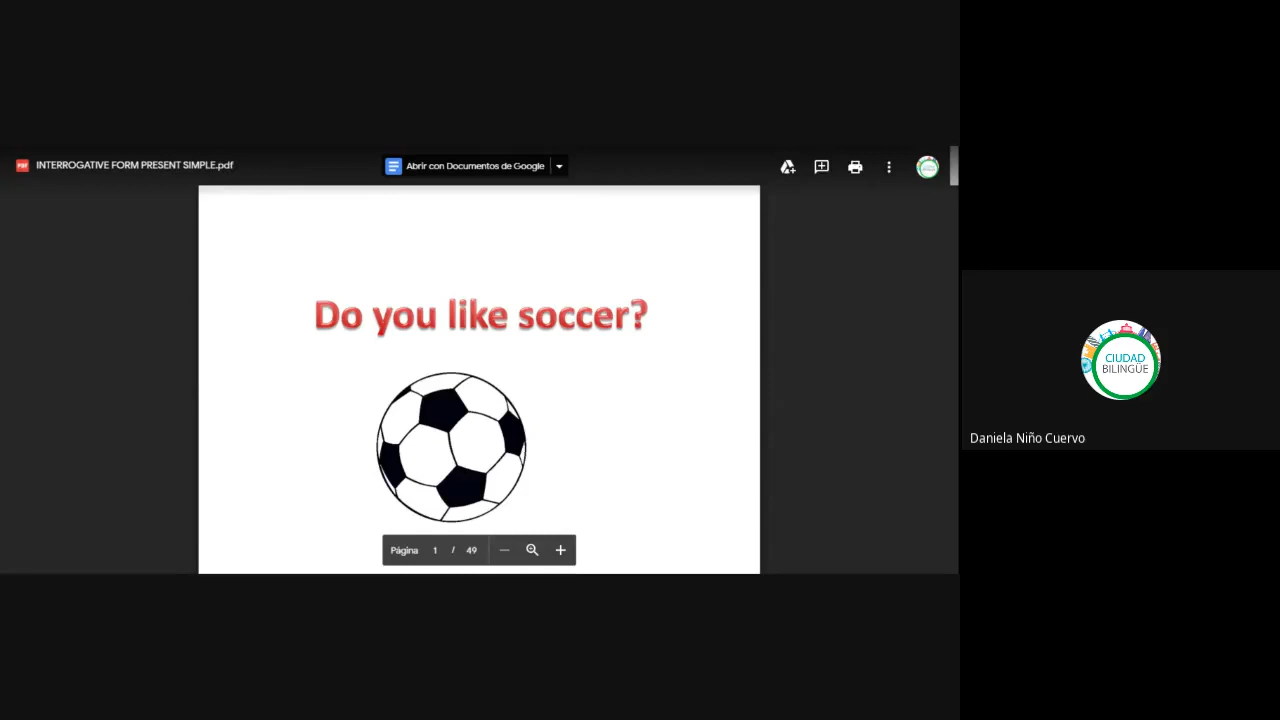 INTERROGATIVE FORM PRESENT SIMPLE.pdf
Abrir con Documentos de Google
Do you like soccer?
Página 1 / 49
CIUDAD
BILINGÜE
Daniela Niño Cuervo